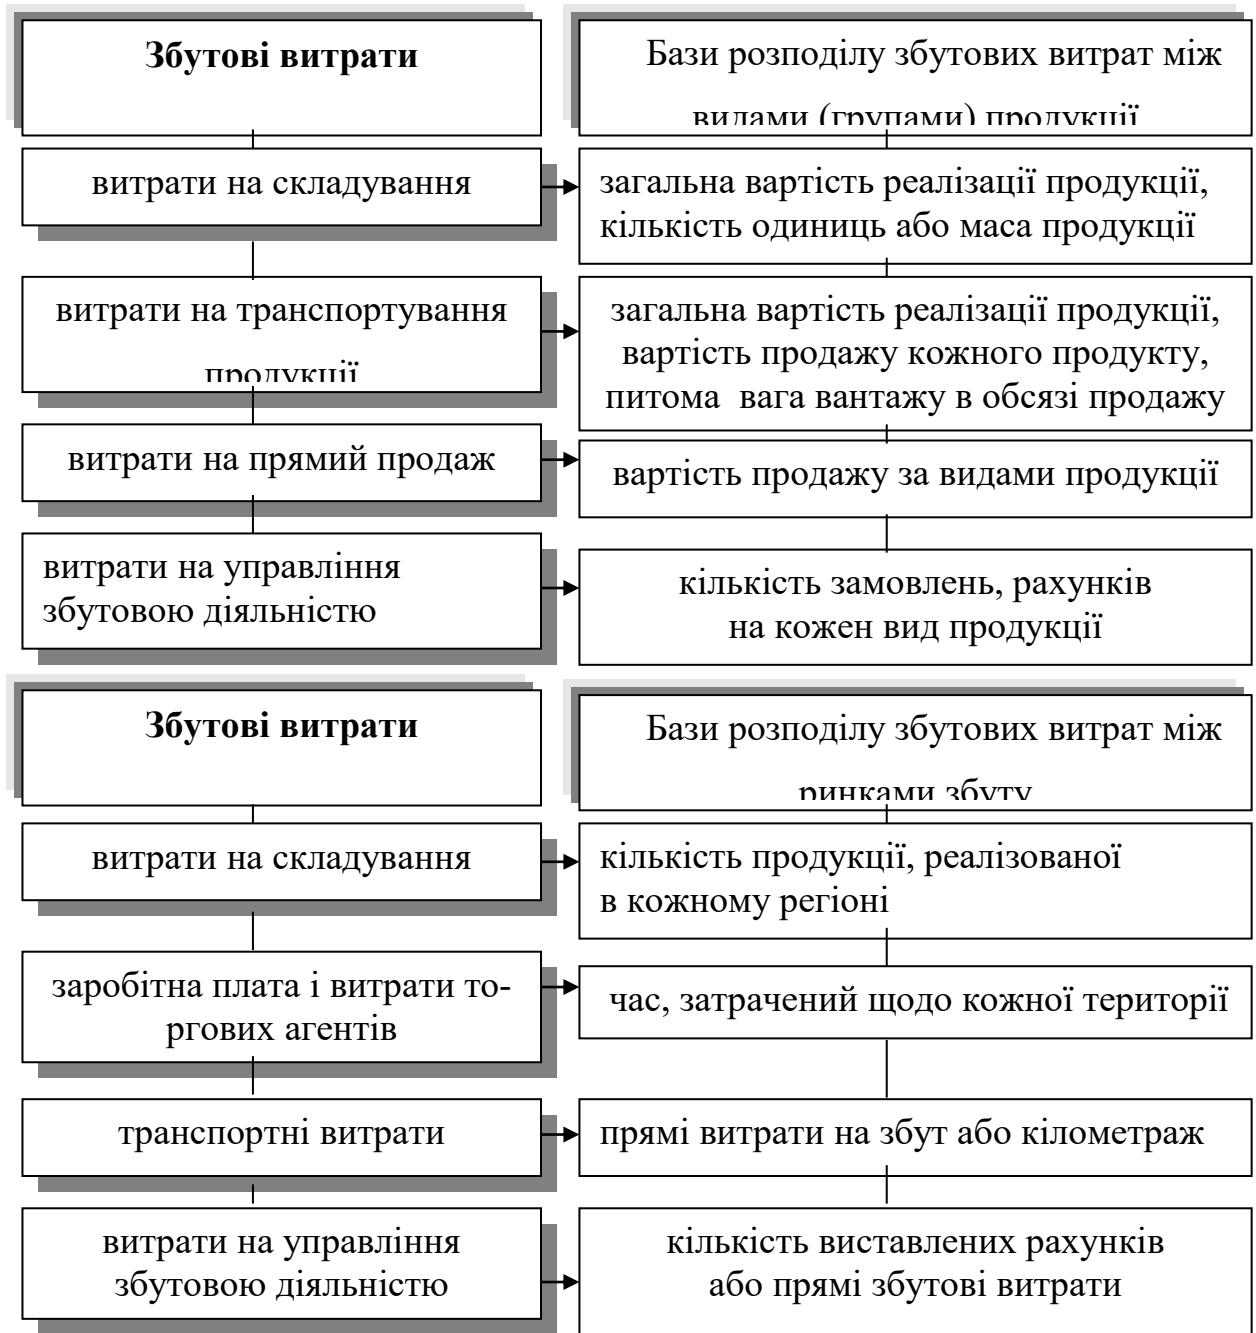 Збутові витрати
Бази розподілу збутових витрат між
видами (групами) продукції
витрати на складування
загальна вартість реалізації продукції,
кількість одиниць або маса продукції
витрати на транспортування
продукції
загальна вартість реалізації продукції,
вартість продажу кожного продукту,
питома вага вантажу в обсязі продажу
витрати на прямий продаж
вартість продажу за видами продукції
витрати на управління
збутовою діяльністю
кількість замовлень, рахунків
на кожен вид продукції
Збутові витрати
Бази розподілу збутових витрат між
ринками збуту
витрати на складування
кількість продукції, реалізованої
в кожному регіоні
заробітна плата і витрати то-
ргових агентів
час, затрачений щодо кожної території
транспортні витрати
прямі витрати на збут або кілометраж
витрати на управління
збутовою діяльністю
кількість виставлених рахунків
або прямі збутові витрати